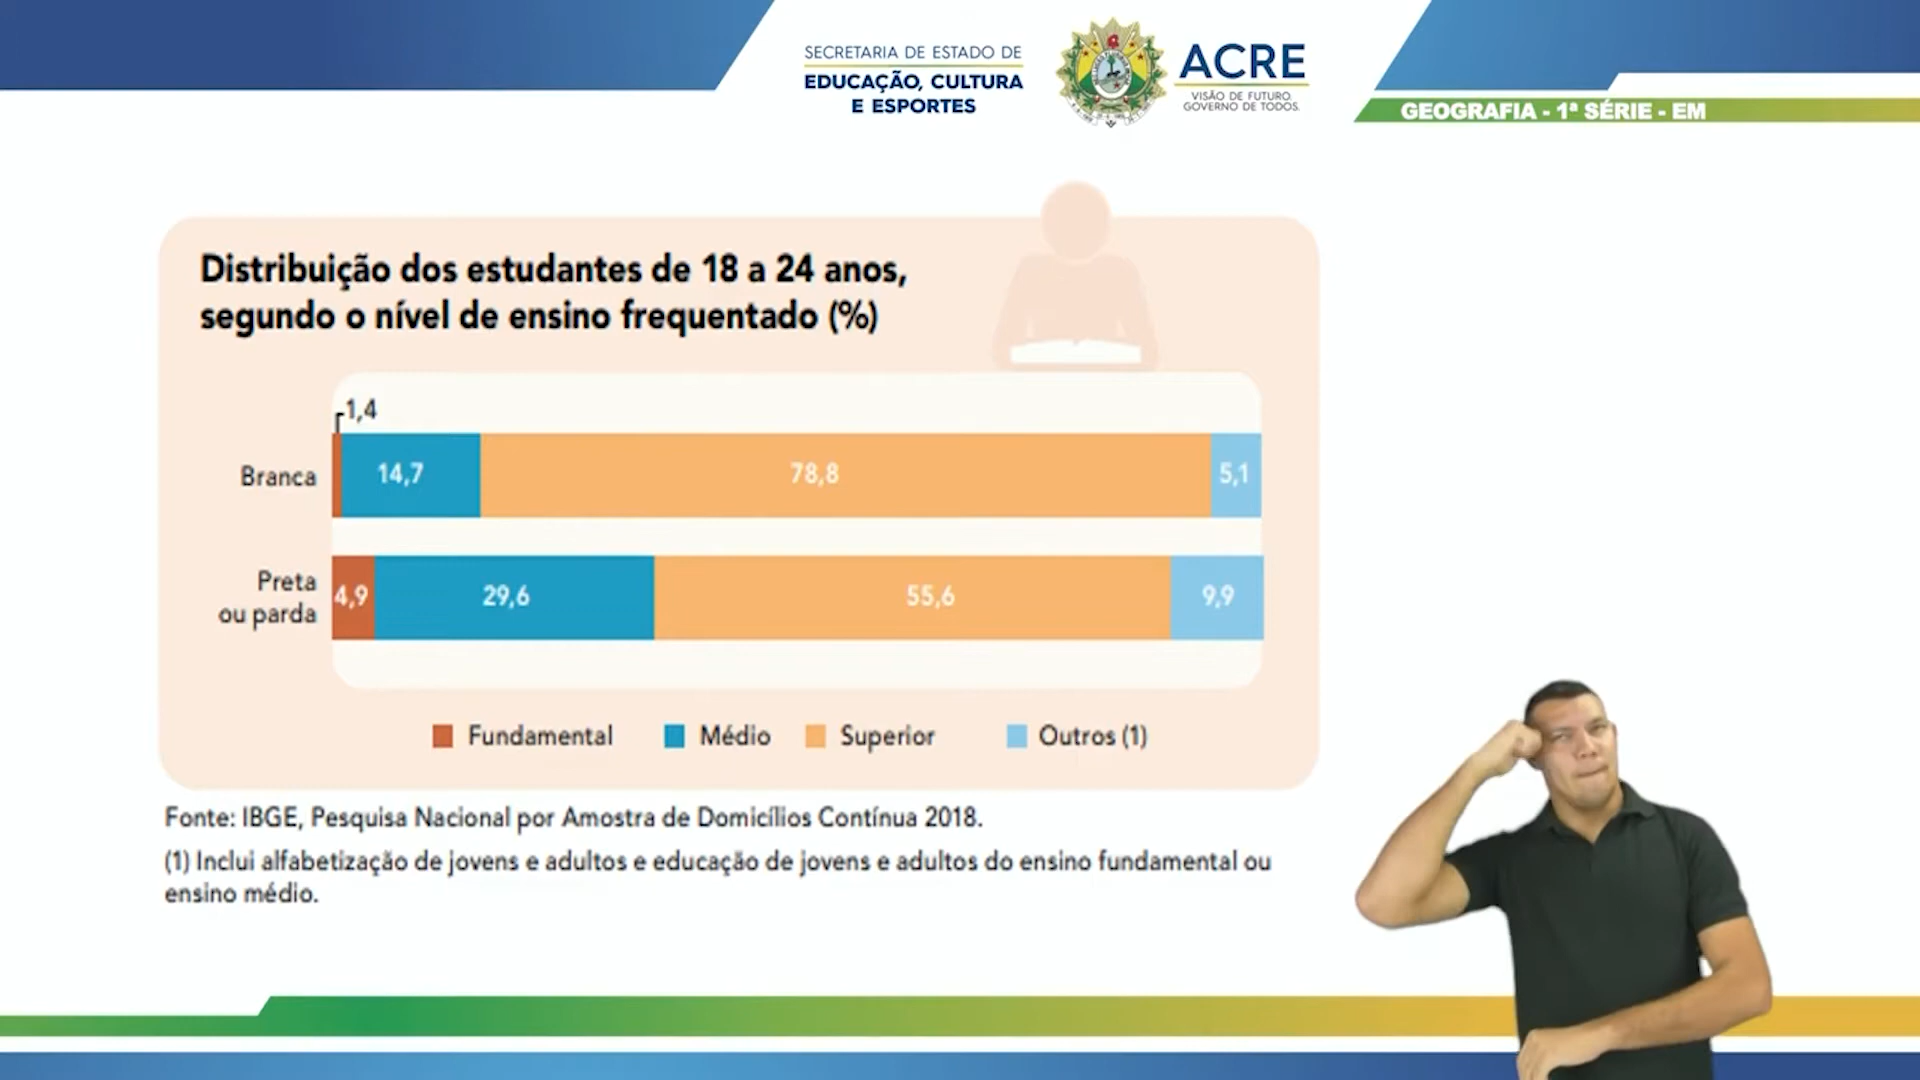 SECRETARIA DE ESTADO DE
EDUCAÇÃO, CULTURA
E ESPORTES
ACRE
VISÃO DE FUTURO.
GOVERNO DE TODOS.
GEOGRAFIA - 1ª SÉRIE - EM
Distribuição dos estudantes de 18 a 24 anos,
segundo o nível de ensino frequentado (%)
1,4
Branca 14,7 78,8 5,1
Preta
ou parda
4,9 29,6 55,6 9,9
Fundamental Médio Superior Outros (1)
Fonte: IBGE, Pesquisa Nacional por Amostra de Domicílios Contínua 2018.
(1) Inclui alfabetização de jovens e adultos e educação de jovens e adultos do ensino fundamental ou
ensino médio.